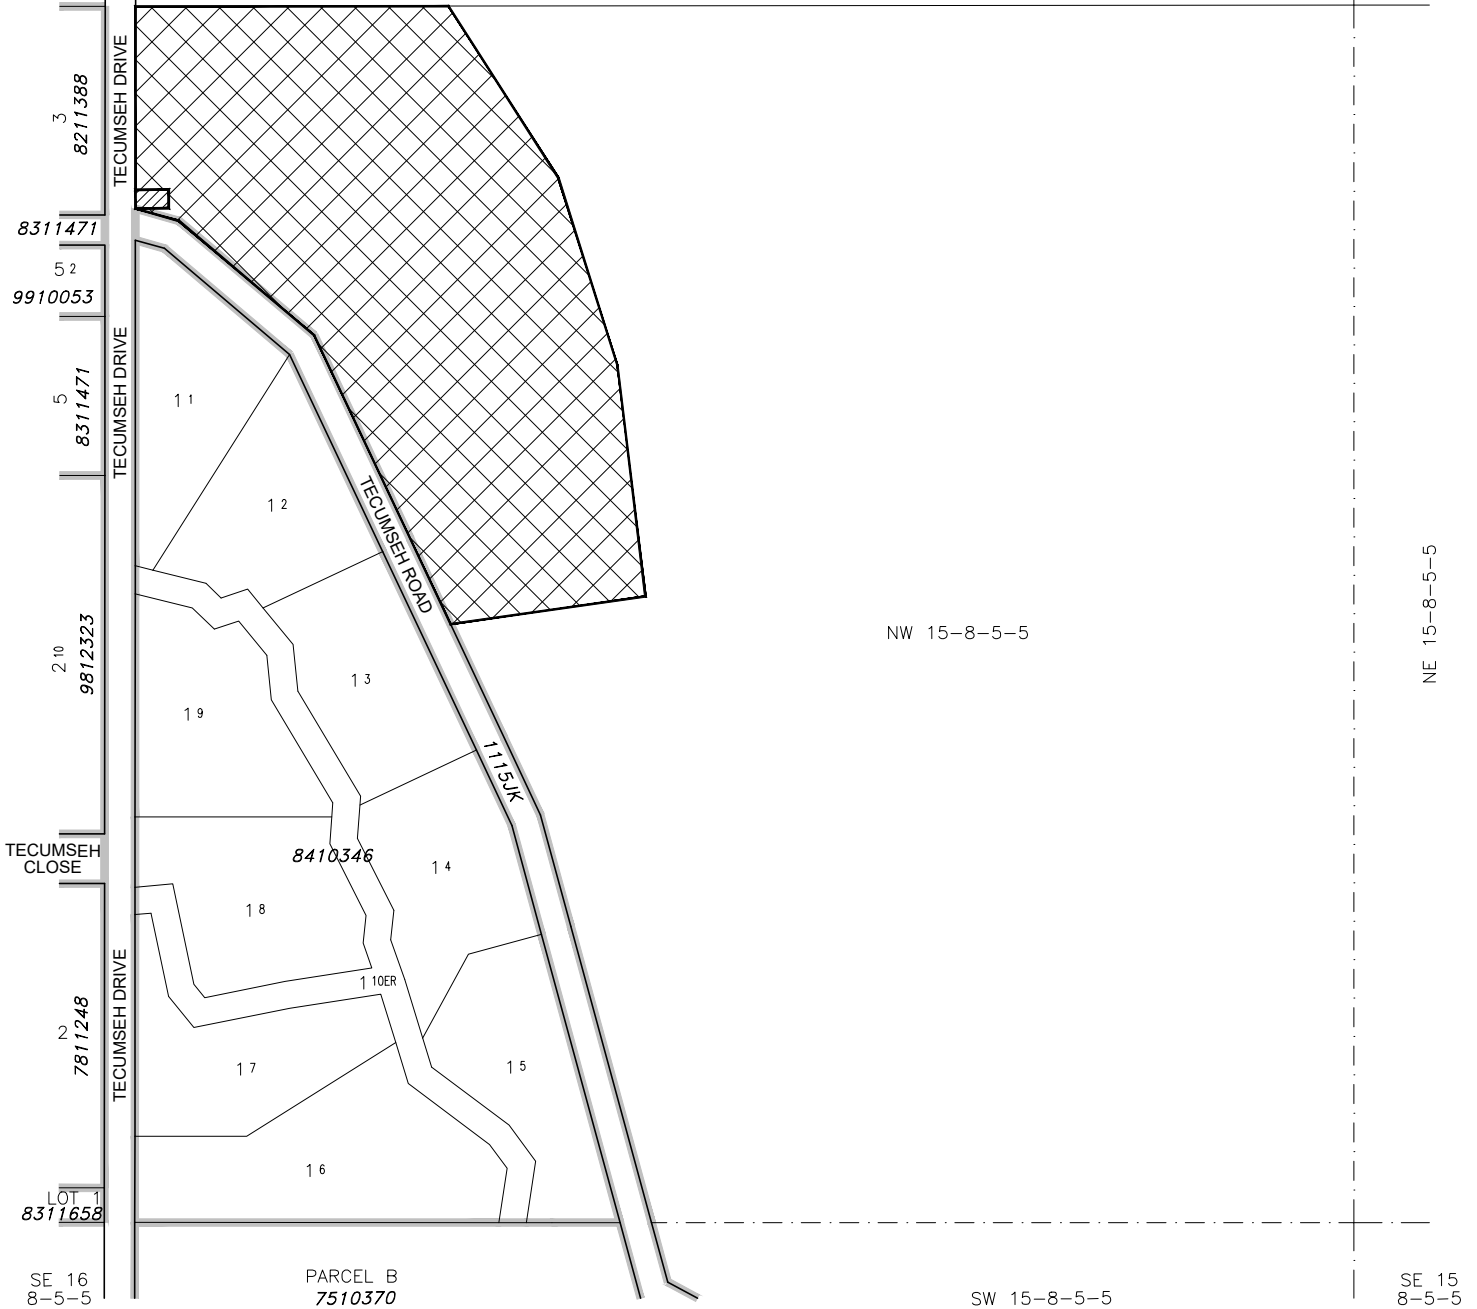 TECUMSEH DRIVE
3
8211388
8311471
5 2
9910053
TECUMSEH DRIVE
5
8311471
1 1
1 2
TECUMSEH ROAD
NW 15-8-5-5
NE 15-8-5-5
2 10
9812323
1 3
1 9
1115JK
TECUMSEH
CLOSE
8410346
1 4
1 8
1 10ER
TECUMSEH DRIVE
2
7811248
1 7
1 5
1 6
LOT 1
8311658
SE 16
8-5-5
PARCEL B
7510370
SW 15-8-5-5
SE 15
8-5-5